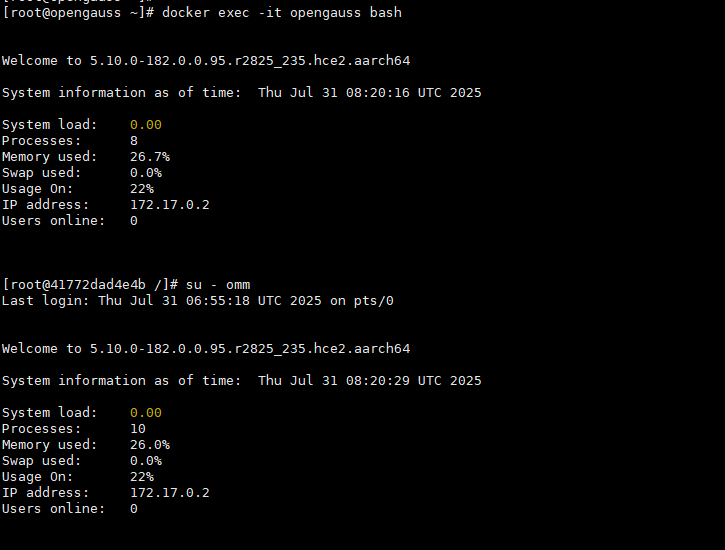 [root@opengauss ~]# docker exec -it opengauss bash
Welcome to 5.10.0-182.0.0.95.r2825_235.hce2.aarch64
System information as of time:  Thu Jul 31 08:20:16 UTC 2025
System load:    0.00
Processes:      8
Memory used:    26.7%
Swap used:      0.0%
Usage On:       22%
IP address:     172.17.0.2
Users online:   0
[root@41772dad4e4b /]# su - omm
Last login: Thu Jul 31 06:55:18 UTC 2025 on pts/0
Welcome to 5.10.0-182.0.0.95.r2825_235.hce2.aarch64
System information as of time:  Thu Jul 31 08:20:29 UTC 2025
System load:    0.00
Processes:      10
Memory used:    26.0%
Swap used:      0.0%
Usage On:       22%
IP address:     172.17.0.2
Users online:   0